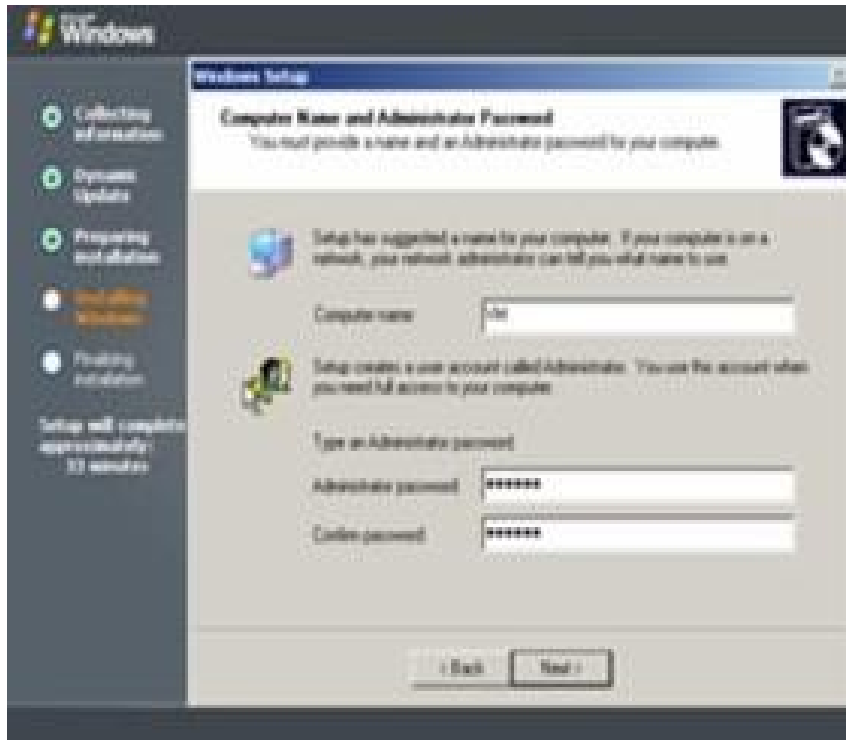 Windows
Windows Setup
Computer Name and Administrator Password
You must provide a name and an Administrator password for your computer.
Collecting
information
Dynamic
Update
Preparing
installation
Installing
Windows
Finalizing
installation
Setup will complete
approximately:
33 minutes
Setup has suggested a name for your computer. If your computer is on a
network, your network administrator can tell you what name to use.
Computer name:
Setup creates a user account called Administrator. You use this account when
you need full access to your computer.
Type an Administrator password.
Administrator password:
Confirm password:
< Back
Next >